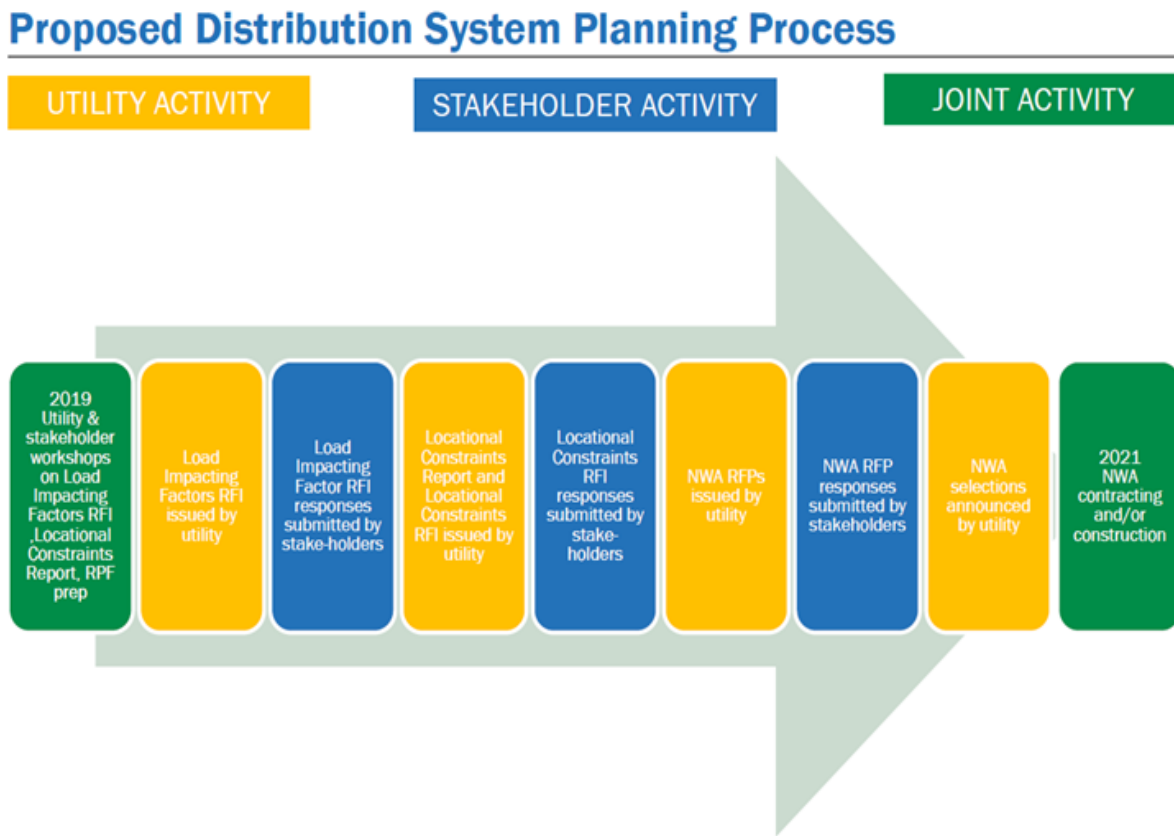 Proposed Distribution System Planning Process
UTILITY ACTIVITY
STAKEHOLDER ACTIVITY
JOINT ACTIVITY
2019
Utility &
stakeholder
workshops
on Load
Impacting
Factors RFI
,Locational
Constraints
Report, RPF
prep
Load
Impacting
Factors RFI
issued by
utility
Load
Impacting
Factor RFI
responses
submitted by
stake-holders
Locational
Constraints
Report and
Locational
Constraints
RFI issued by
utility
Locational
Constraints
RFI
responses
submitted by
stake-
holders
NWA RFPs
issued by
utility
NWA RFP
responses
submitted by
stakeholders
NWA
selections
announced
by utility
2021
NWA
contracting
and/or
construction